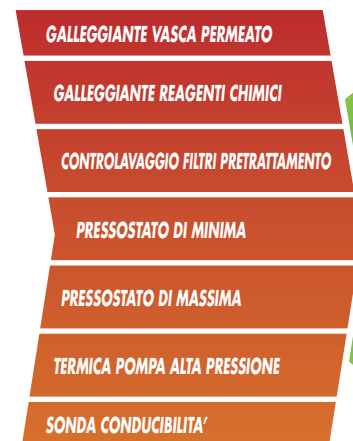 GALLEGGIANTE VASCA PERMEATO
GALLEGGIANTE REAGENTI CHIMICI
CONTROLAVAGGIO FILTRI PRETRATTAMENTO
PRESSOSTATO DI MINIMA
PRESSOSTATO DI MASSIMA
TERMICA POMPA ALTA PRESSIONE
SONDA CONDUCIBILITA'